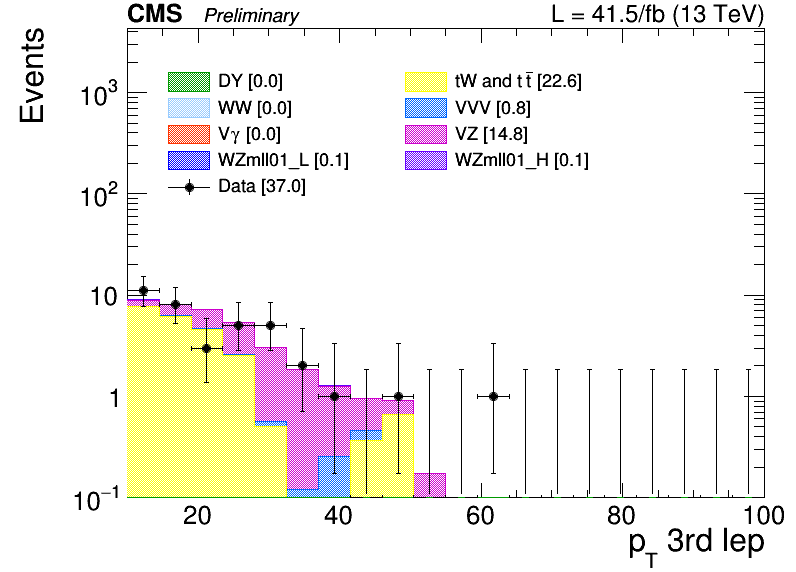 CMS Preliminary L = 41.5/fb (13 TeV)
Events
DY [0.0]
WW [0.0]
Vγ [0.0]
WZmll01_L [0.1]
Data [37.0]
tW and tt̄ [22.6]
VVV [0.8]
VZ [14.8]
WZmll01_H [0.1]
10³
10²
10
1
10⁻¹
20 40 60 80 100
p_T 3rd lep